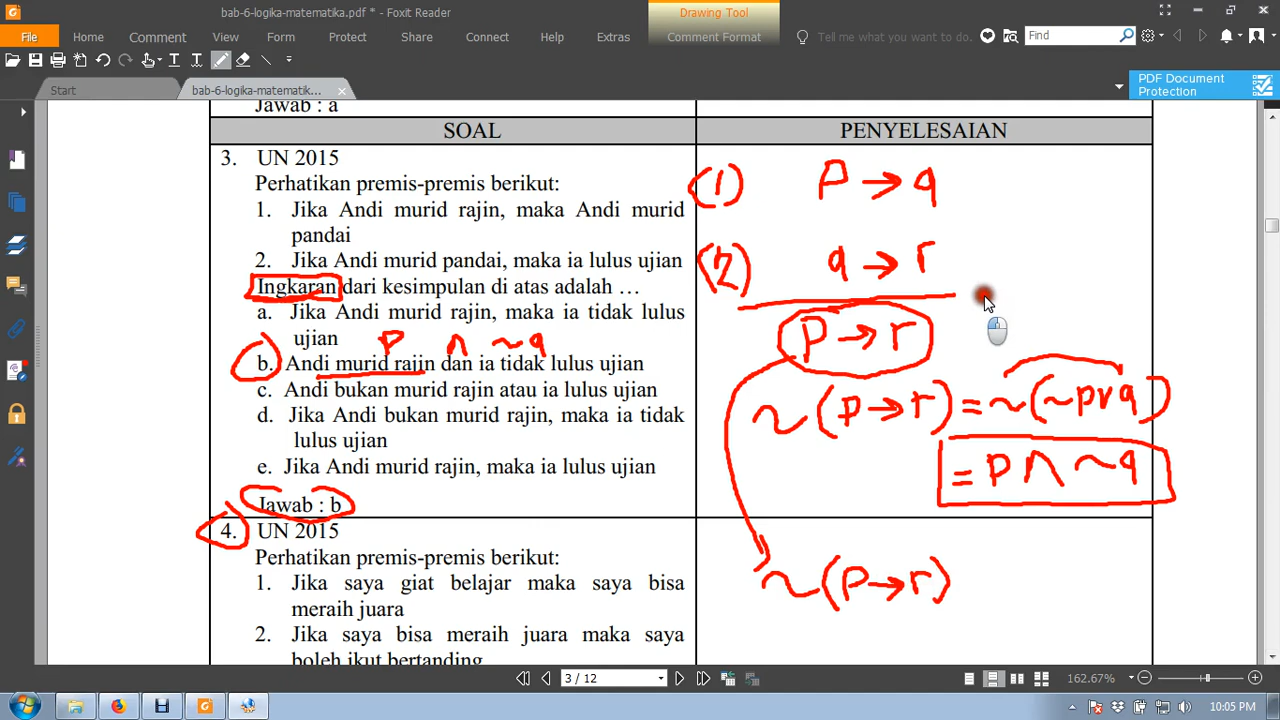 bab-6-logika-matematika.pdf * - Foxit Reader
Drawing Tool
File Home Comment View Form Protect Share Connect Help Extras Comment Format Tell me what you want to do... Find
Start bab-6-logika-matematik...
PDF Document Protection
Jawab : a
SOAL PENYELESAIAN
3. UN 2015
Perhatikan premis-premis berikut:
1. Jika Andi murid rajin, maka Andi murid
pandai
2. Jika Andi murid pandai, maka ia lulus ujian
Ingkaran dari kesimpulan di atas adalah …
a. Jika Andi murid rajin, maka ia tidak lulus
ujian
p ∧ ~q
b. Andi murid rajin dan ia tidak lulus ujian
c. Andi bukan murid rajin atau ia lulus ujian
d. Jika Andi bukan murid rajin, maka ia tidak
lulus ujian
e. Jika Andi murid rajin, maka ia lulus ujian
Jawab : b
(1) p → q
(2) q → r
p → r
~(p→r) = ~(~p∨q)
= p ∧ ~q
~(p→r)
4. UN 2015
Perhatikan premis-premis berikut:
1. Jika saya giat belajar maka saya bisa
meraih juara
2. Jika saya bisa meraih juara maka saya
boleh ikut bertanding
3 / 12
162.67%
10:05 PM